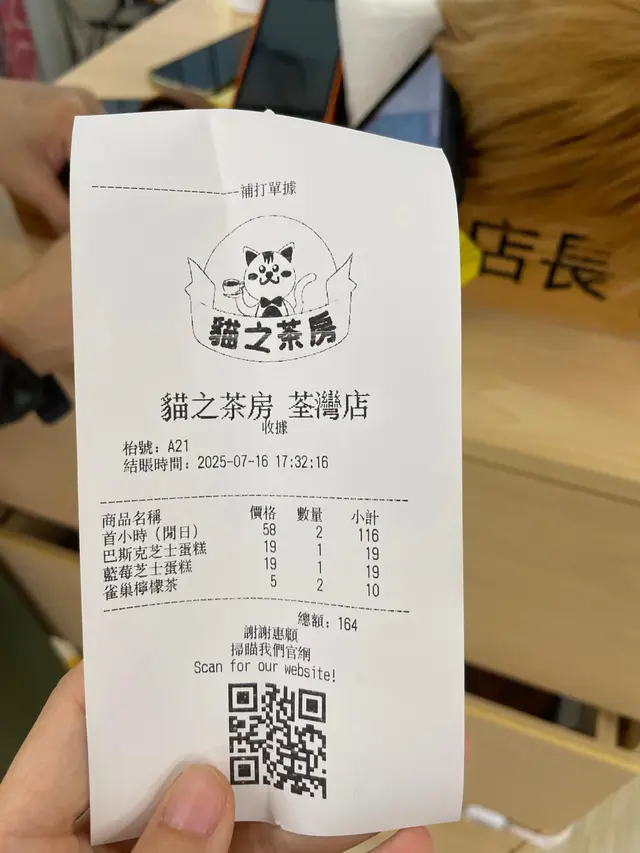 補打單據
貓之茶房
貓之茶房 荃灣店
收據
枱號: A21
結賬時間: 2025-07-16 17:32:16
商品名稱 價格 數量 小計
首小時 (閒日) 58 2 116
巴斯克芝士蛋糕 19 1 19
藍莓芝士蛋糕 19 1 19
雀巢檸檬茶 5 2 10
總額: 164
謝謝惠顧
掃瞄我們官網
Scan for our website!
店長